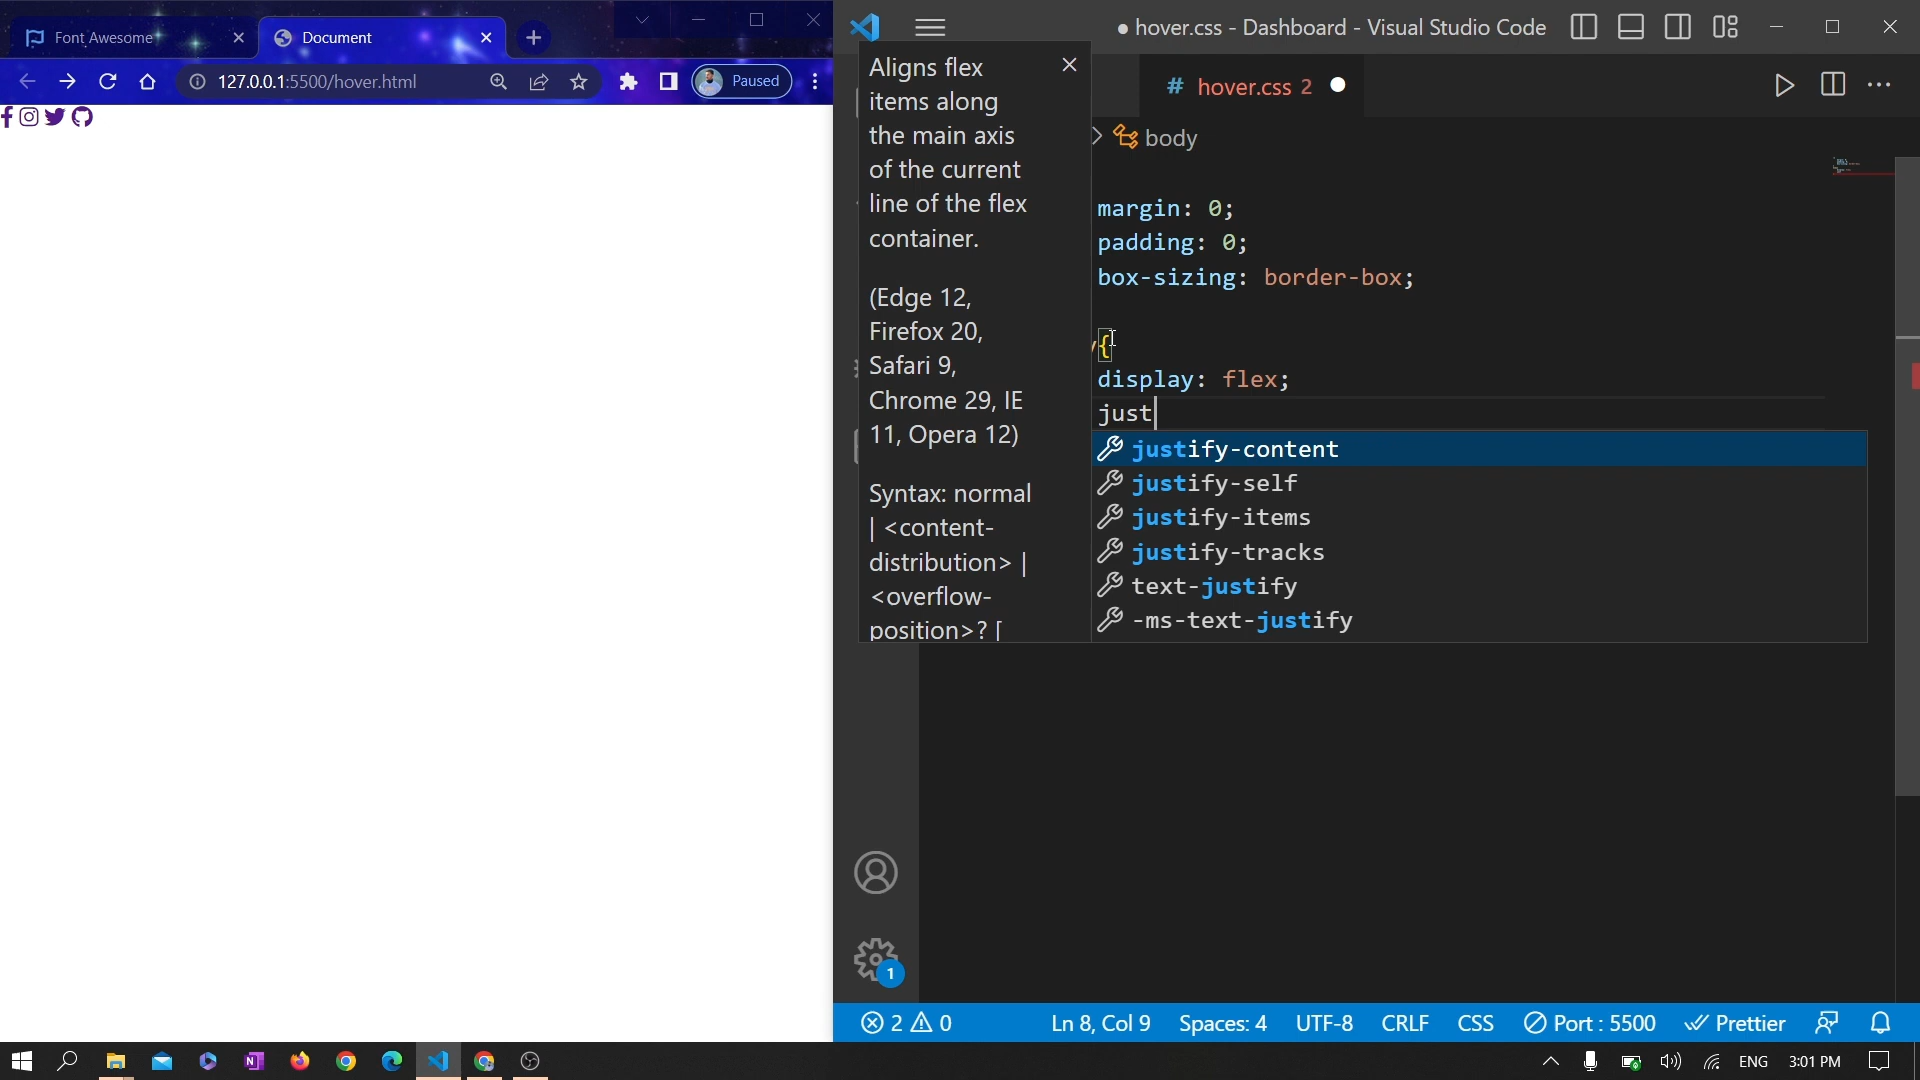 Font Awesome
Document
127.0.0.1:5500/hover.html
Paused
hover.css - Dashboard - Visual Studio Code
# hover.css 2
body
Aligns flex
items along
the main axis
of the current
line of the flex
container.
(Edge 12,
Firefox 20,
Safari 9,
Chrome 29, IE
11, Opera 12)
Syntax: normal
| <content-
distribution> |
<overflow-
position>? [
margin: 0;
padding: 0;
box-sizing: border-box;
{
display: flex;
just
justify-content
justify-self
justify-items
justify-tracks
text-justify
-ms-text-justify
1
2 0
Ln 8, Col 9
Spaces: 4
UTF-8
CRLF
CSS
Port : 5500
Prettier
ENG
3:01 PM